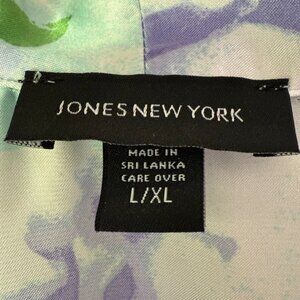 JONES NEW YORK
MADE IN
SRI LANKA
CARE OVER
L/XL